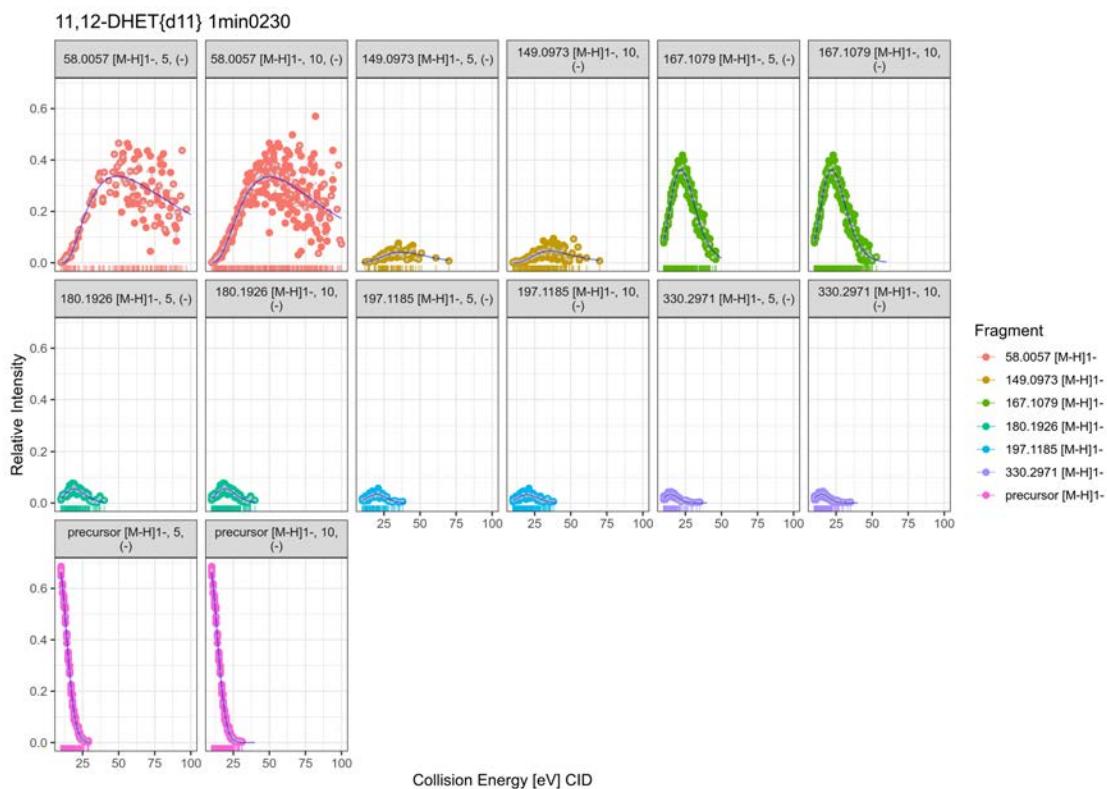 11,12-DHET{d11} 1min0230
58.0057 [M-H]1-, 5, (-)
58.0057 [M-H]1-, 10, (-)
149.0973 [M-H]1-, 5, (-)
149.0973 [M-H]1-, 10,
(-)
167.1079 [M-H]1-, 5, (-)
167.1079 [M-H]1-, 10,
(-)
0.6
0.4
0.2
0.0
180.1926 [M-H]1-, 5, (-)
180.1926 [M-H]1-, 10,
(-)
197.1185 [M-H]1-, 5, (-)
197.1185 [M-H]1-, 10,
(-)
330.2971 [M-H]1-, 5, (-)
330.2971 [M-H]1-, 10,
(-)
0.6
0.4
0.2
0.0
25 50 75 100
25 50 75 100
25 50 75 100
25 50 75 100
precursor [M-H]1-, 5,
(-)
precursor [M-H]1-, 10,
(-)
0.6
0.4
0.2
0.0
25 50 75 100
25 50 75 100
Relative Intensity
Collision Energy [eV] CID
Fragment
58.0057 [M-H]1-
149.0973 [M-H]1-
167.1079 [M-H]1-
180.1926 [M-H]1-
197.1185 [M-H]1-
330.2971 [M-H]1-
precursor [M-H]1-